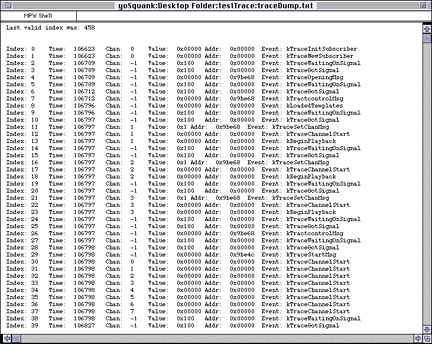 yoSquank:Desktop Folder:testTrace:traceDump.txt
MPW Shell
Last valid index was: 458
Index: 0 Time: 106623 Chan: 0 Value: 0x00000 Addr: 0x00000 Event: kTraceInitSubscriber
Index: 1 Time: 106623 Chan: 0 Value: 0x00000 Addr: 0x00000 Event: kTraceNewSubscriber
Index: 2 Time: 106709 Chan: -1 Value: 0x100 Addr: 0x00000 Event: kTraceWaitingOnSignal
Index: 3 Time: 106709 Chan: -1 Value: 0x100 Addr: 0x00000 Event: kTraceGotSignal
Index: 4 Time: 106709 Chan: -1 Value: 0x00000 Addr: 0x9be68 Event: kTraceOpeningMsg
Index: 5 Time: 106709 Chan: -1 Value: 0x100 Addr: 0x00000 Event: kTraceWaitingOnSignal
Index: 6 Time: 106712 Chan: -1 Value: 0x100 Addr: 0x00000 Event: kTraceGotSignal
Index: 7 Time: 106712 Chan: -1 Value: 0x00000 Addr: 0x9be68 Event: kTractcontrolMsg
Index: 8 Time: 106796 Chan: -1 Value: 0x00000 Addr: 0x00000 Event: kLoadedTemplates
Index: 9 Time: 106797 Chan: -1 Value: 0x100 Addr: 0x00000 Event: kTraceWaitingOnSignal
Index: 10 Time: 106797 Chan: -1 Value: 0x100 Addr: 0x00000 Event: kTraceGotSignal
Index: 11 Time: 106797 Chan: 1 Value: 0x1 Addr: 0x9be68 Event: kTraceSetChanMsg
Index: 12 Time: 106797 Chan: 1 Value: 0x00000 Addr: 0x00000 Event: kTraceChannelStart
Index: 13 Time: 106797 Chan: 1 Value: 0x00000 Addr: 0x00000 Event: kBeginPlayback
Index: 14 Time: 106797 Chan: -1 Value: 0x100 Addr: 0x00000 Event: kTraceWaitingOnSignal
Index: 15 Time: 106797 Chan: -1 Value: 0x100 Addr: 0x00000 Event: kTraceGotSignal
Index: 16 Time: 106797 Chan: 2 Value: 0x1 Addr: 0x9be68 Event: kTraceSetChanMsg
Index: 17 Time: 106797 Chan: 2 Value: 0x00000 Addr: 0x00000 Event: kTraceChannelStart
Index: 18 Time: 106797 Chan: 2 Value: 0x00000 Addr: 0x00000 Event: kBeginPlayback
Index: 19 Time: 106797 Chan: -1 Value: 0x100 Addr: 0x00000 Event: kTraceWaitingOnSignal
Index: 20 Time: 106797 Chan: -1 Value: 0x100 Addr: 0x00000 Event: kTraceGotSignal
Index: 21 Time: 106797 Chan: 3 Value: 0x1 Addr: 0x9be68 Event: kTraceSetChanMsg
Index: 22 Time: 106797 Chan: 3 Value: 0x00000 Addr: 0x00000 Event: kTraceChannelStart
Index: 23 Time: 106797 Chan: 3 Value: 0x00000 Addr: 0x00000 Event: kBeginPlayback
Index: 24 Time: 106797 Chan: -1 Value: 0x100 Addr: 0x00000 Event: kTraceWaitingOnSignal
Index: 25 Time: 106797 Chan: -1 Value: 0x100 Addr: 0x00000 Event: kTraceGotSignal
Index: 26 Time: 106797 Chan: -1 Value: 0x00000 Addr: 0x9be68 Event: kTractcontrolMsg
Index: 27 Time: 106797 Chan: -1 Value: 0x100 Addr: 0x00000 Event: kTraceWaitingOnSignal
Index: 28 Time: 106798 Chan: -1 Value: 0x100 Addr: 0x00000 Event: kTraceGotSignal
Index: 29 Time: 106798 Chan: -1 Value: 0x00000 Addr: 0x9be4c Event: kTraceStartMsg
Index: 30 Time: 106798 Chan: 0 Value: 0x00000 Addr: 0x00000 Event: kTraceChannelStart
Index: 31 Time: 106798 Chan: 1 Value: 0x00000 Addr: 0x00000 Event: kTraceChannelStart
Index: 32 Time: 106798 Chan: 2 Value: 0x00000 Addr: 0x00000 Event: kTraceChannelStart
Index: 33 Time: 106798 Chan: 3 Value: 0x00000 Addr: 0x00000 Event: kTraceChannelStart
Index: 34 Time: 106798 Chan: 4 Value: 0x00000 Addr: 0x00000 Event: kTraceChannelStart
Index: 35 Time: 106798 Chan: 5 Value: 0x00000 Addr: 0x00000 Event: kTraceChannelStart
Index: 36 Time: 106798 Chan: 6 Value: 0x00000 Addr: 0x00000 Event: kTraceChannelStart
Index: 37 Time: 106798 Chan: 7 Value: 0x00000 Addr: 0x00000 Event: kTraceChannelStart
Index: 38 Time: 106798 Chan: -1 Value: 0x100 Addr: 0x00000 Event: kTraceWaitingOnSignal
Index: 39 Time: 106827 Chan: -1 Value: 0x100 Addr: 0x00000 Event: kTraceGotSignal